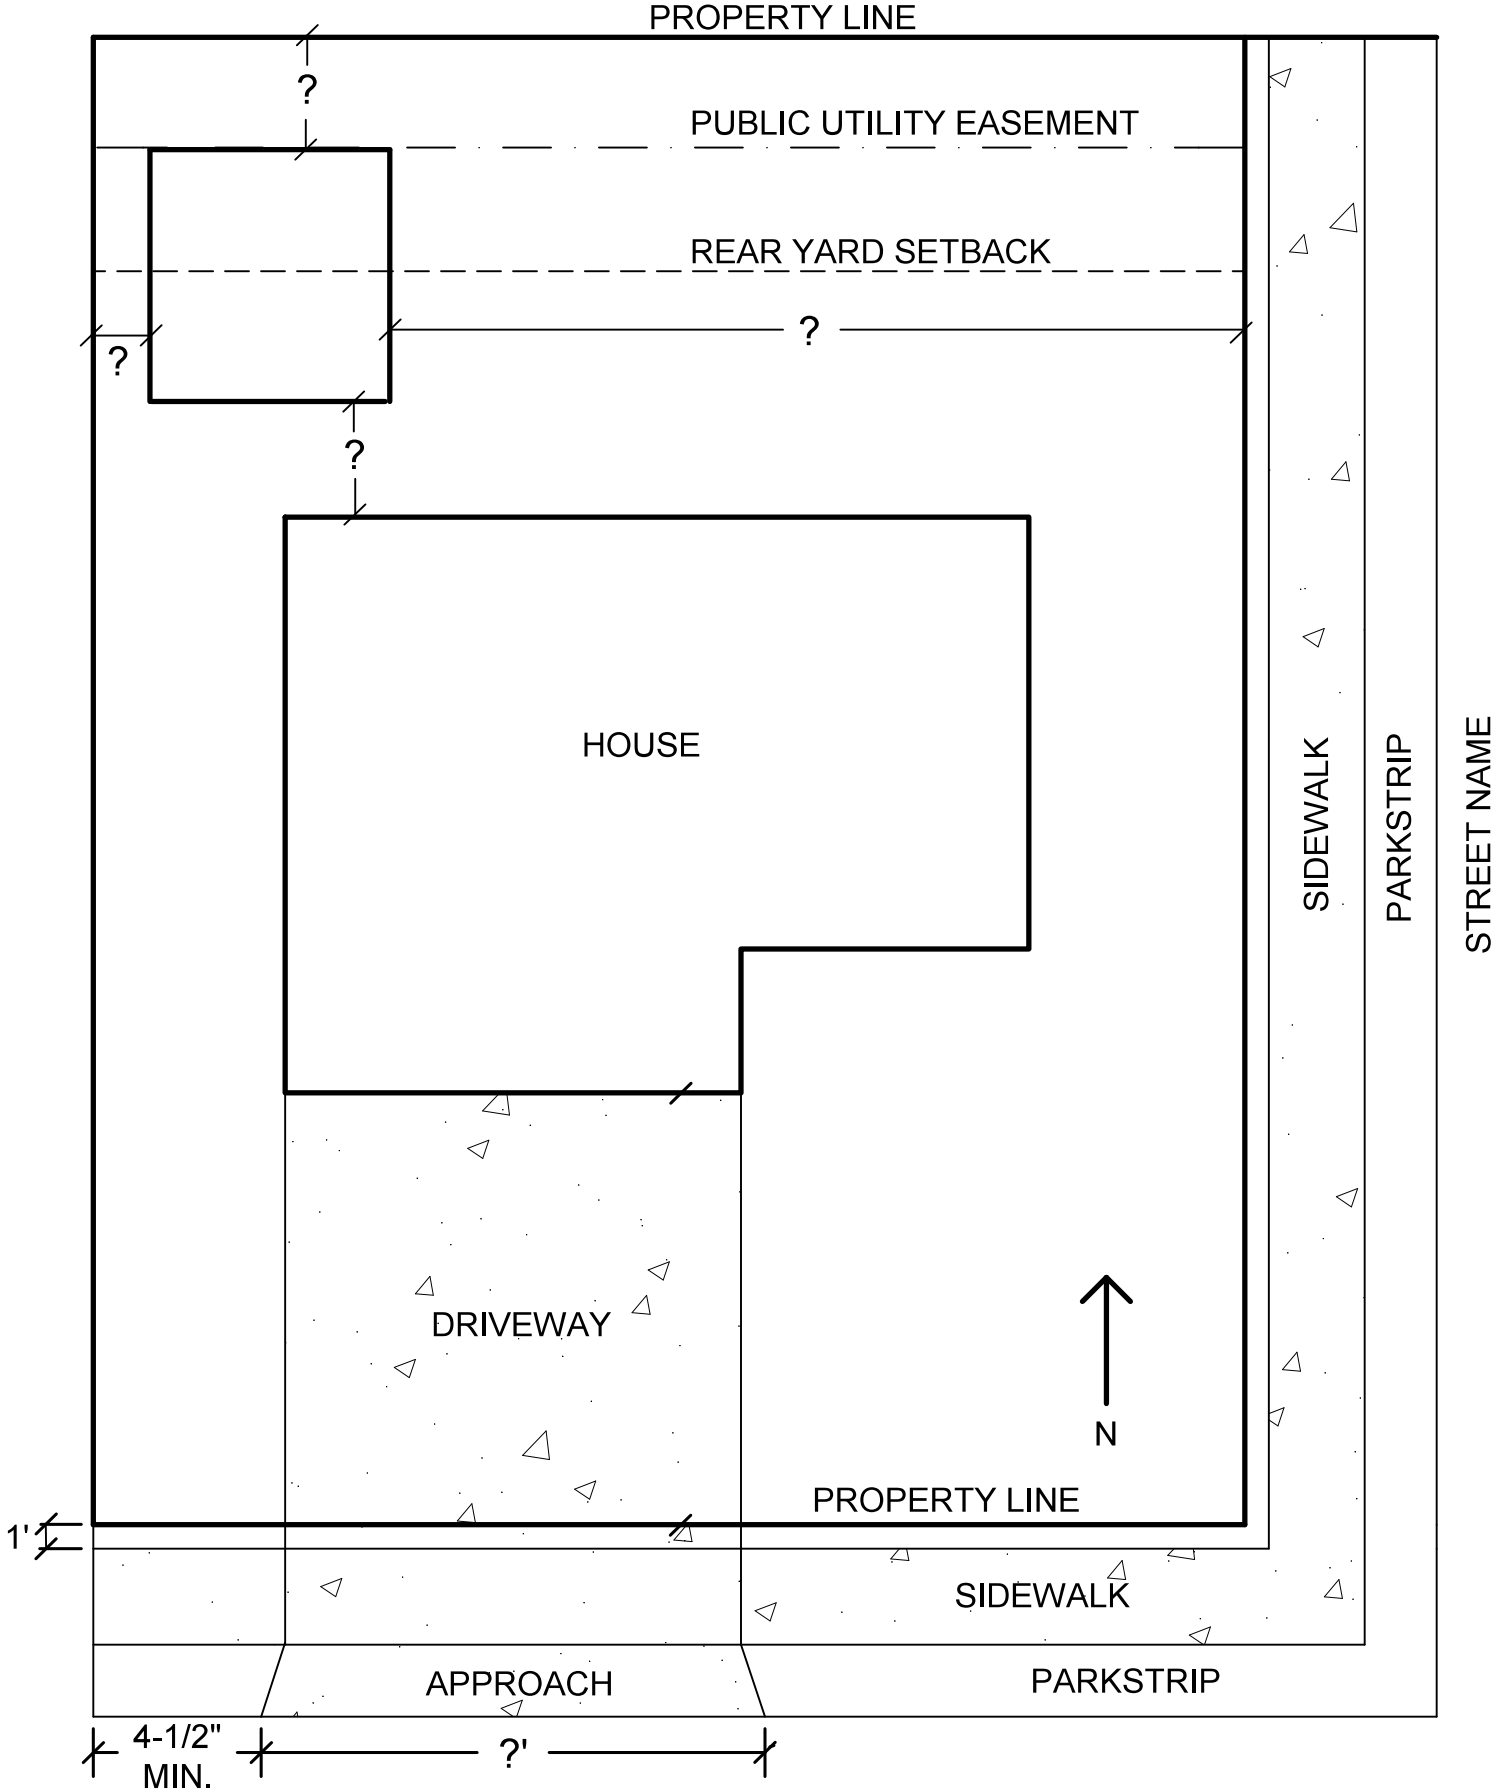 PROPERTY LINE
?
PUBLIC UTILITY EASEMENT
REAR YARD SETBACK
?
?
?
HOUSE
SIDEWALK
PARKSTRIP
STREET NAME
DRIVEWAY
N
PROPERTY LINE
1'
SIDEWALK
APPROACH
PARKSTRIP
4-1/2"
MIN.
?'